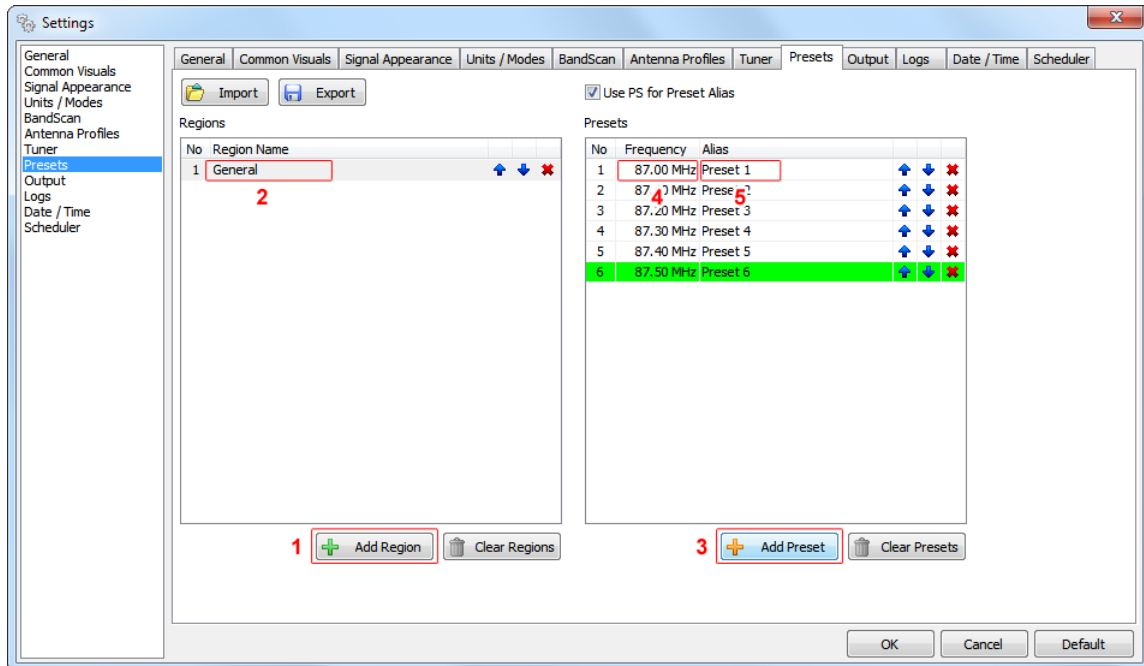 Settings
General
Common Visuals
Signal Appearance
Units / Modes
BandScan
Antenna Profiles
Tuner
Presets
Output
Logs
Date / Time
Scheduler
General Common Visuals Signal Appearance Units / Modes BandScan Antenna Profiles Tuner Presets Output Logs Date / Time Scheduler
Import Export
Use PS for Preset Alias
Regions
No Region Name
1 General
2
1 Add Region Clear Regions
Presets
No Frequency Alias
1 87.00 MHz Preset 1
2 MHz
4 5
3 87.20 MHz Preset 3
4 87.30 MHz Preset 4
5 87.40 MHz Preset 5
6 87.50 MHz Preset 6
3 Add Preset Clear Presets
OK Cancel Default